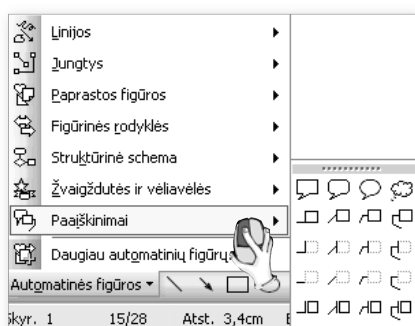 Linijos
Jungtys
Paprastos figūros
Figūrinės rodyklės
Struktūrinė schema
Žvaigždutės ir vėliavėlės
Paaiškinimai
Daugiau automatinių figūrų
Automatinės figūros
Skyr. 1 15/28 Atst. 3,4cm